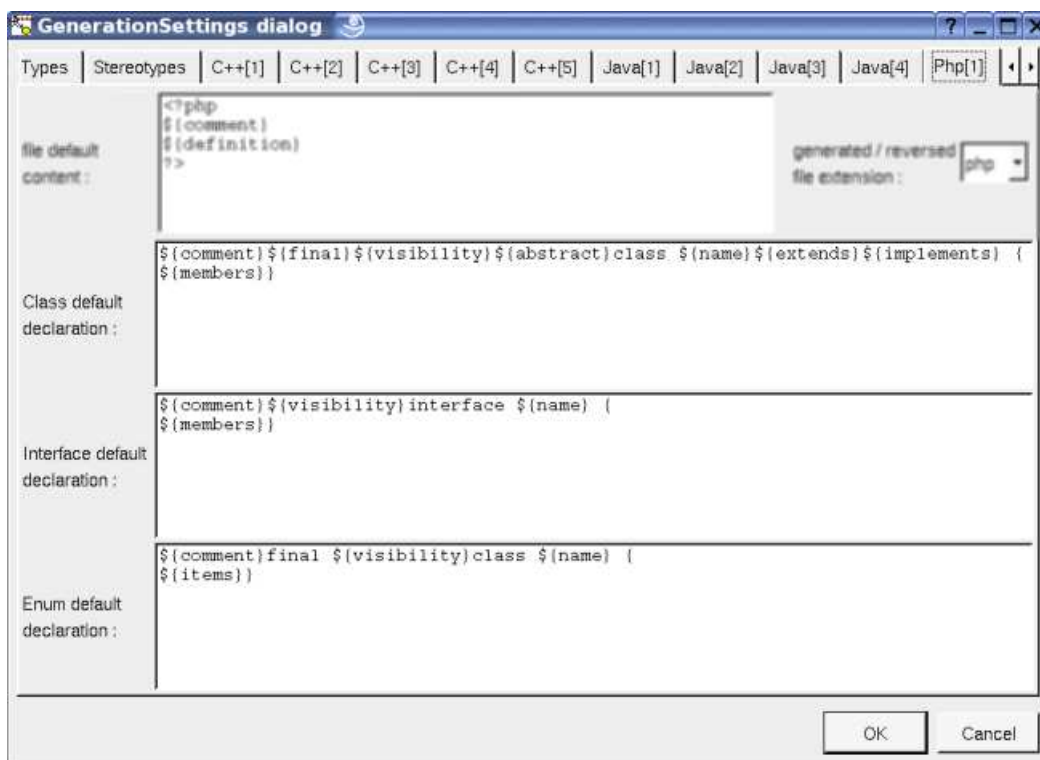 GenerationSettings dialog
Types Stereotypes C++[1] C++[2] C++[3] C++[4] C++[5] Java[1] Java[2] Java[3] Java[4] Php[1]
<?php
${comment}
${definition}
?>
file default
content :
generated / reversed
file extension :
php
${comment}${final}${visibility}${abstract}class ${name}${extends}${implements} {
${members}}
Class default
declaration :
${comment}${visibility}interface ${name} {
${members}}
Interface default
declaration :
${comment}final ${visibility}class ${name} {
${items}}
Enum default
declaration :
OK Cancel